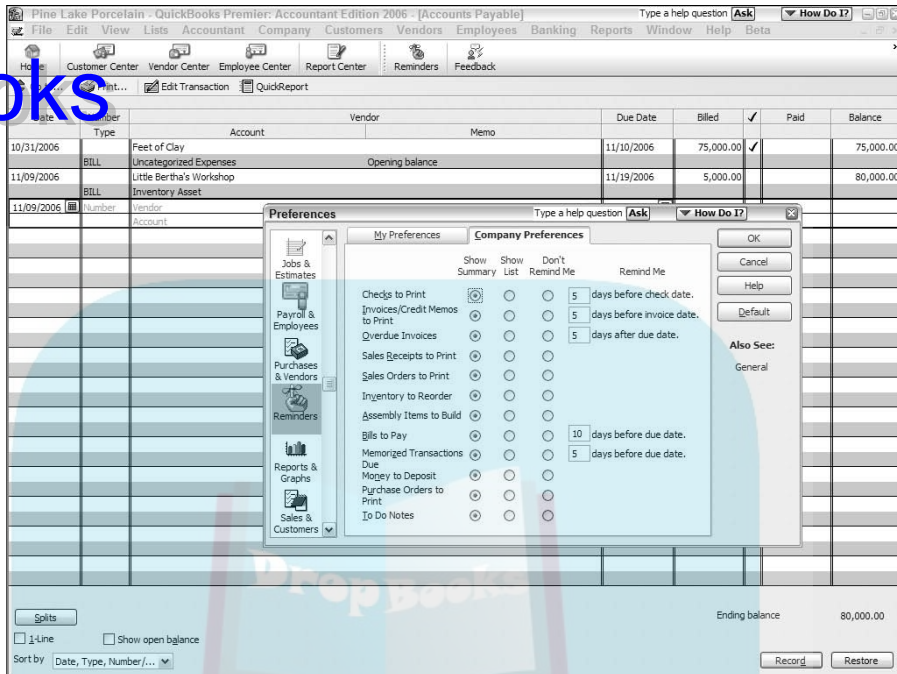 Pine Lake Porcelain - QuickBooks Premier: Accountant Edition 2006 - [Accounts Payable] Type a help question Ask How Do I?
File Edit View Lists Accountant Company Customers Vendors Employees Banking Reports Window Help Beta
Customer Center Vendor Center Employee Center Report Center Reminders Feedback
Print... Edit Transaction QuickReport
oks
Vendor Due Date Billed ✓ Paid Balance
Type Account Memo
10/31/2006 Feet of Clay 11/10/2006 75,000.00 ✓ 75,000.00
BILL Uncategorized Expenses Opening balance
11/09/2006 Little Bertha's Workshop 11/19/2006 5,000.00 80,000.00
BILL Inventory Asset
11/09/2006 Number Vendor
Account
Preferences Type a help question Ask How Do I?
My Preferences Company Preferences
Jobs & Estimates
Payroll & Employees
Purchases & Vendors
Reminders
Reports & Graphs
Sales & Customers
Show Summary Show List Don't Remind Me Remind Me
Checks to Print 5 days before check date.
Invoices/Credit Memos to Print 5 days before invoice date.
Overdue Invoices 5 days after due date.
Sales Receipts to Print
Sales Orders to Print
Inventory to Reorder
Assembly Items to Build
Bills to Pay 10 days before due date.
Memorized Transactions Due 5 days before due date.
Money to Deposit
Purchase Orders to Print
To Do Notes
OK
Cancel
Help
Default
Also See:
General
DropBooks
Splits Ending balance 80,000.00
1-Line Show open balance
Sort by Date, Type, Number/... Record Restore